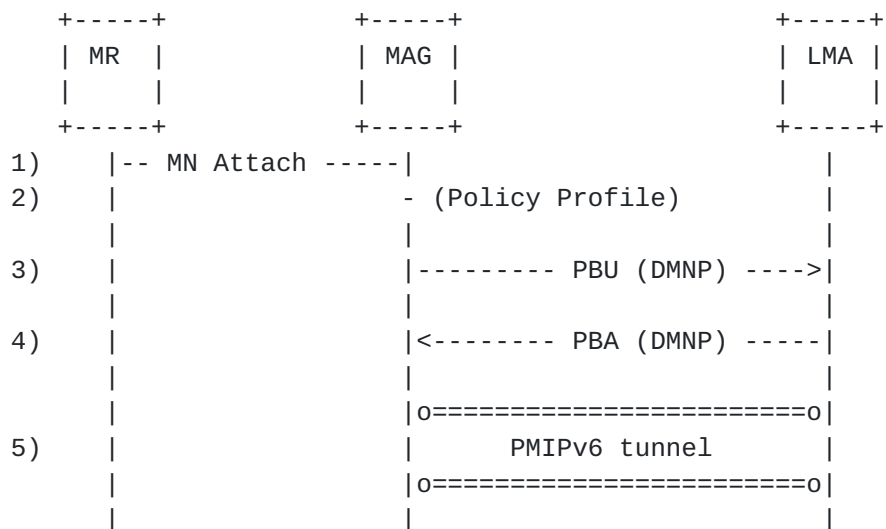 +-----+            +-----+                    +-----+
| MR  |            | MAG |                    | LMA |
|     |            |     |                    |     |
+-----+            +-----+                    +-----+
1)    |-- MN Attach -----|                          |
2)    |                  - (Policy Profile)         |
|                  |                          |
3)    |                  |--------- PBU (DMNP) ---->|
|                  |                          |
4)    |                  |<-------- PBA (DMNP) -----|
|                  |                          |
|                  |o========================o|
5)    |                  |      PMIPv6 tunnel       |
|                  |o========================o|
|                  |                          |